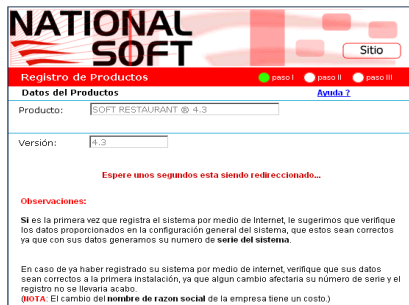 NATIONAL
SOFT
Sitio
Registro de Productos
paso I
paso II
paso III
Datos del Productos
Ayuda ?
Producto:
SOFT RESTAURANT ® 4.3
Versión:
4.3
Espere unos segundos esta siendo redireccionado...
Observaciones:
Si es la primera vez que registra el sistema por medio de Internet, le sugerimos que verifique
los datos proporcionados en la configuración general del sistema, que estos sean correctos
ya que con sus datos generamos su numero de serie del sistema.
En caso de ya haber registrado su sistema por medio de internet, verifique que sus datos
sean correctos a la primera instalación, ya que algun cambio afectaria su número de serie y el
registro no se llevaria acabo.
(NOTA: El cambio del nombre de razon social de la empresa tiene un costo.)